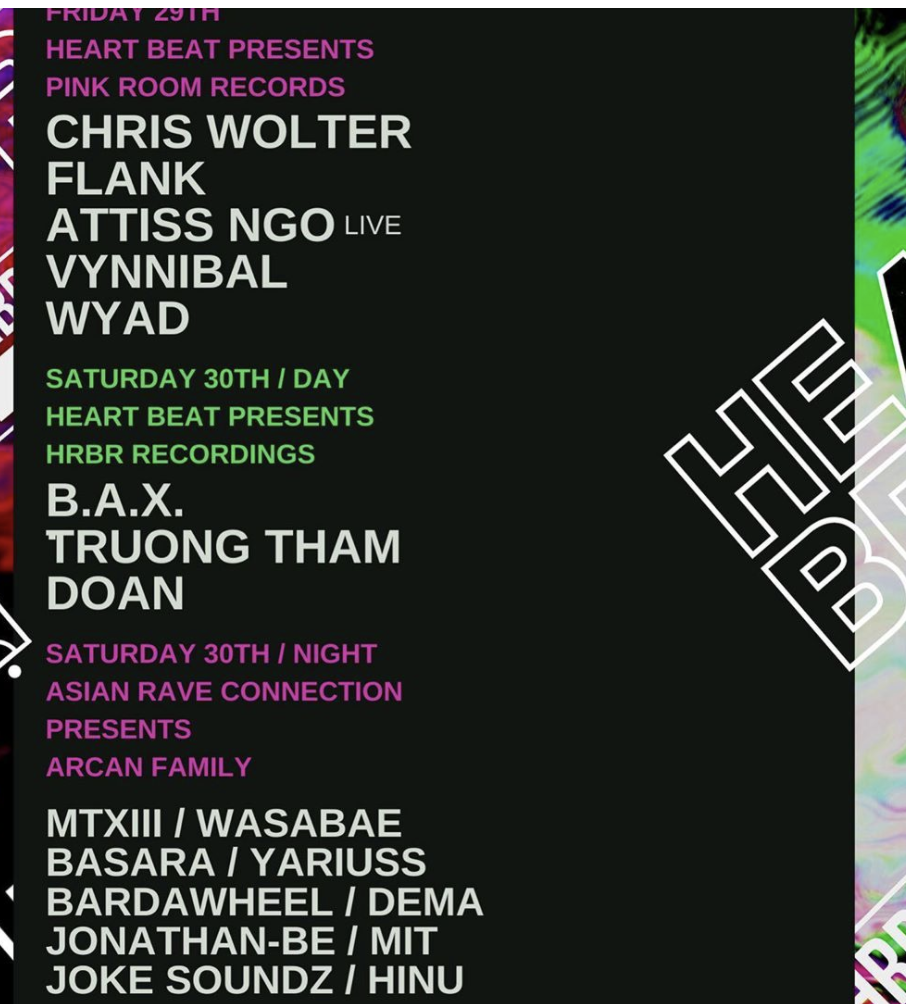 FRIDAY 29TH
HEART BEAT PRESENTS
PINK ROOM RECORDS
CHRIS WOLTER
FLANK
ATTISS NGO LIVE
VYNNIBAL
WYAD
SATURDAY 30TH / DAY
HEART BEAT PRESENTS
HRBR RECORDINGS
B.A.X.
TRUONG THAM
DOAN
SATURDAY 30TH / NIGHT
ASIAN RAVE CONNECTION
PRESENTS
ARCAN FAMILY
MTXIII / WASABAE
BASARA / YARIUSS
BARDAWHEEL / DEMA
JONATHAN-BE / MIT
JOKE SOUNDZ / HINU